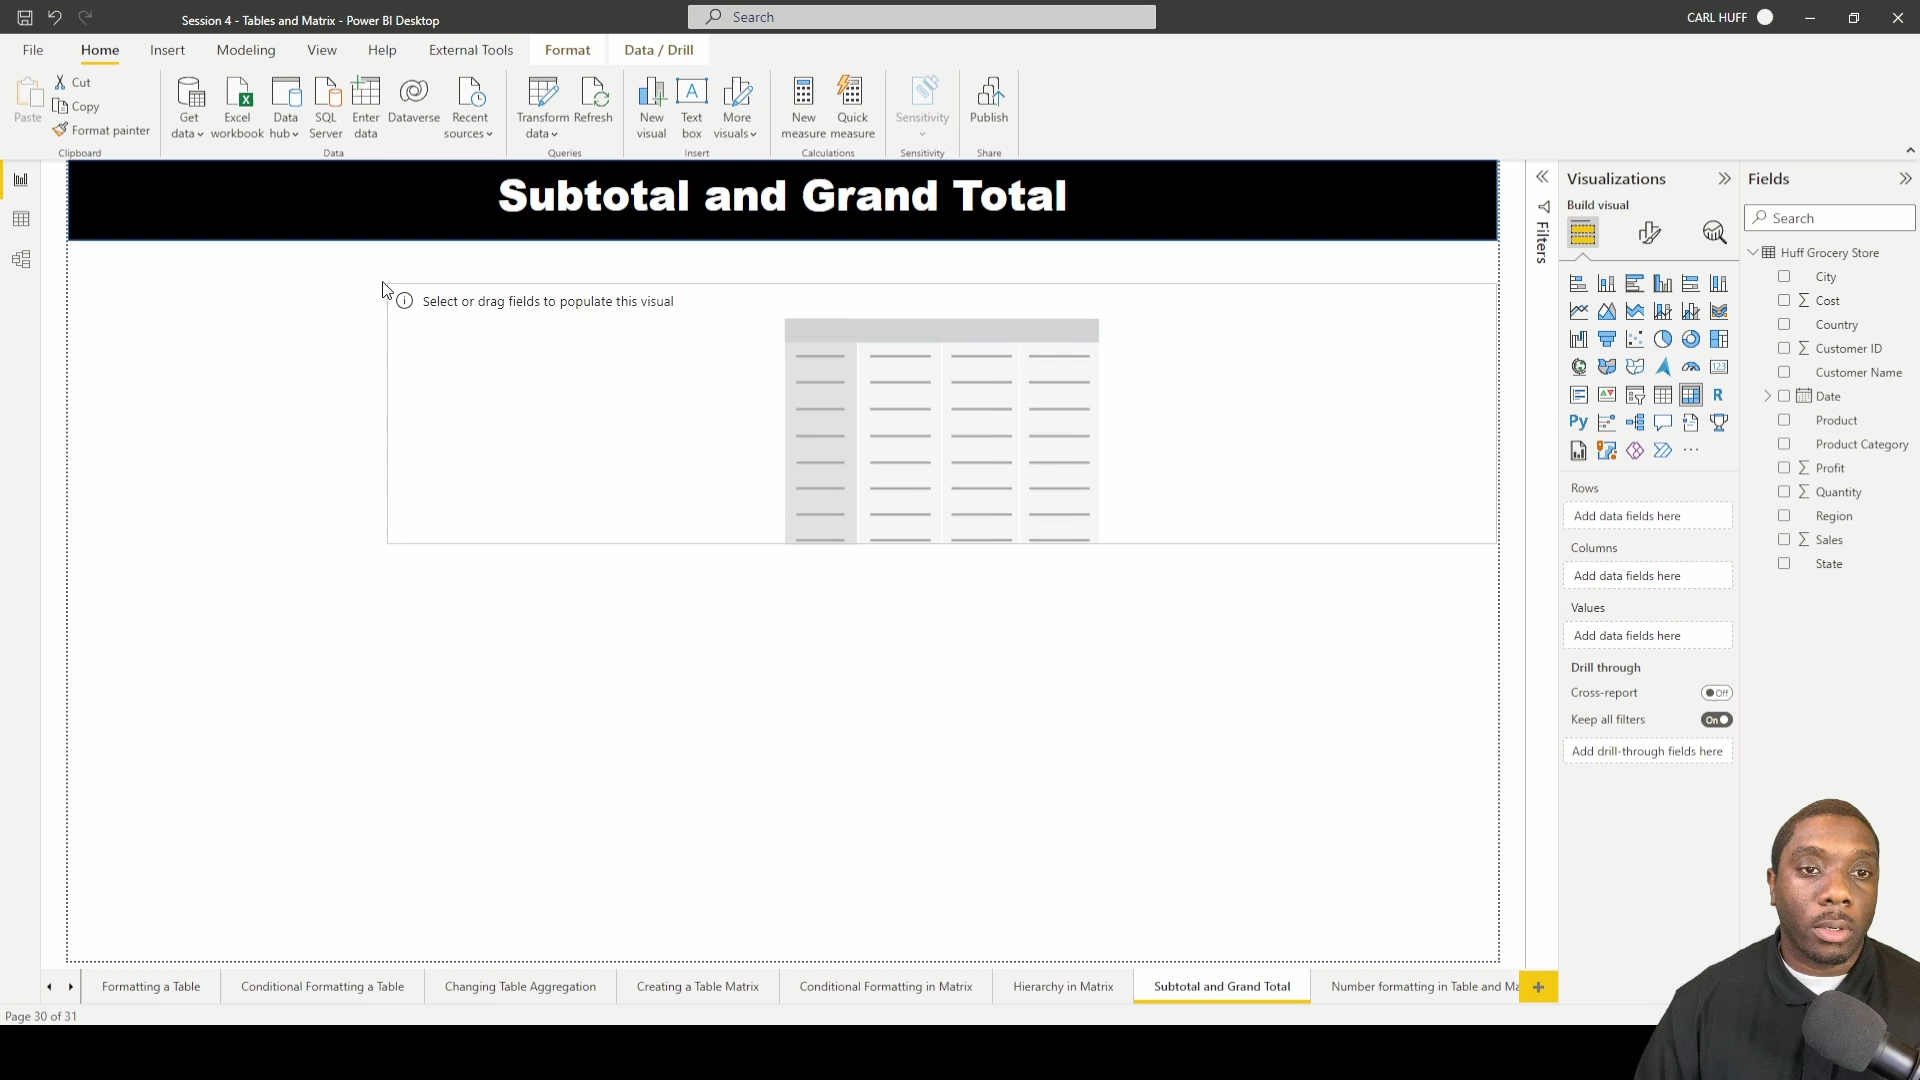 Session 4 - Tables and Matrix - Power BI Desktop
Search
CARL HUFF
File
Home
Insert
Modeling
View
Help
External Tools
Format
Data / Drill
Paste
Cut
Copy
Format painter
Clipboard
Get
data
Excel
workbook
Data
hub
SQL
Server
Enter
data
Dataverse
Recent
sources
Data
Transform
data
Refresh
Queries
New
visual
Text
box
More
visuals
Insert
New
measure
Quick
measure
Calculations
Sensitivity
Sensitivity
Publish
Share
Subtotal and Grand Total
Select or drag fields to populate this visual
Filters
Visualizations
Build visual
123
R
Py
Rows
Add data fields here
Columns
Add data fields here
Values
Add data fields here
Drill through
Cross-report
Off
Keep all filters
On
Add drill-through fields here
Fields
Search
Huff Grocery Store
City
Cost
Country
Customer ID
Customer Name
Date
Product
Product Category
Profit
Quantity
Region
Sales
State
Formatting a Table
Conditional Formatting a Table
Changing Table Aggregation
Creating a Table Matrix
Conditional Formatting in Matrix
Hierarchy in Matrix
Subtotal and Grand Total
Number formatting in Table and Ma
Page 30 of 31